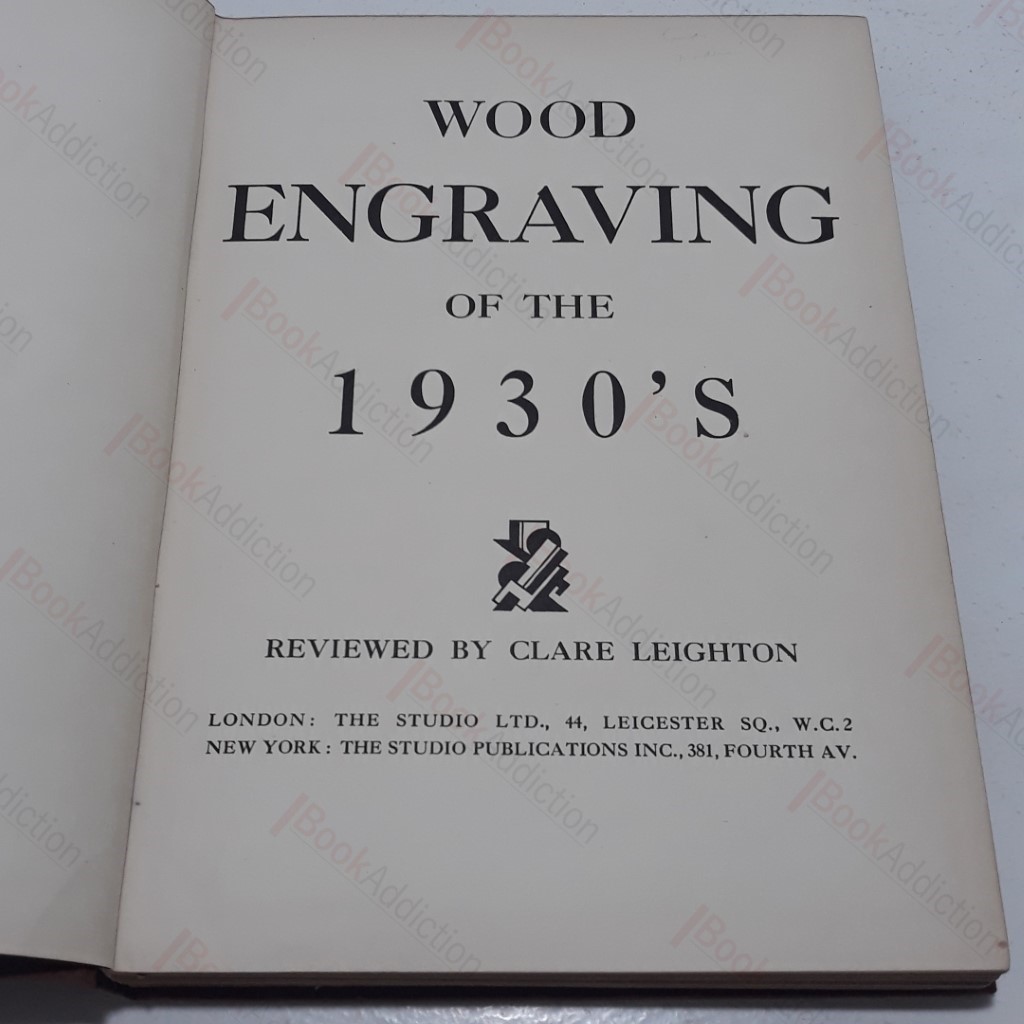 WOOD
ENGRAVING
OF THE
1930'S
REVIEWED BY CLARE LEIGHTON
LONDON: THE STUDIO LTD., 44, LEICESTER SQ., W.C.2
NEW YORK: THE STUDIO PUBLICATIONS INC., 381, FOURTH AV.
BookAddiction